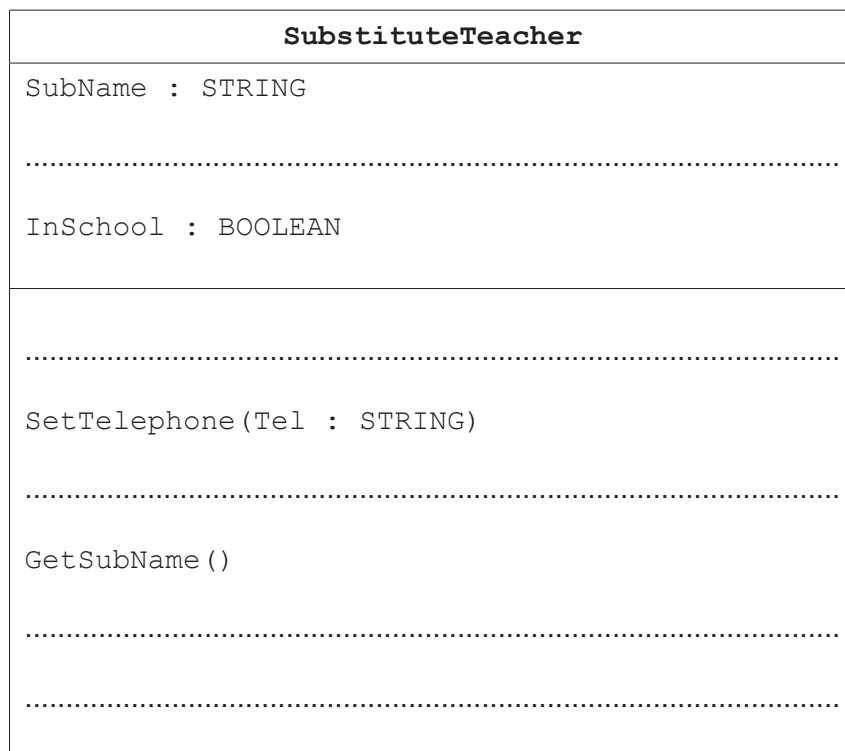 SubstituteTeacher
SubName : STRING
................................................................................................
InSchool : BOOLEAN
................................................................................................
SetTelephone(Tel : STRING)
................................................................................................
GetSubName()
................................................................................................
................................................................................................